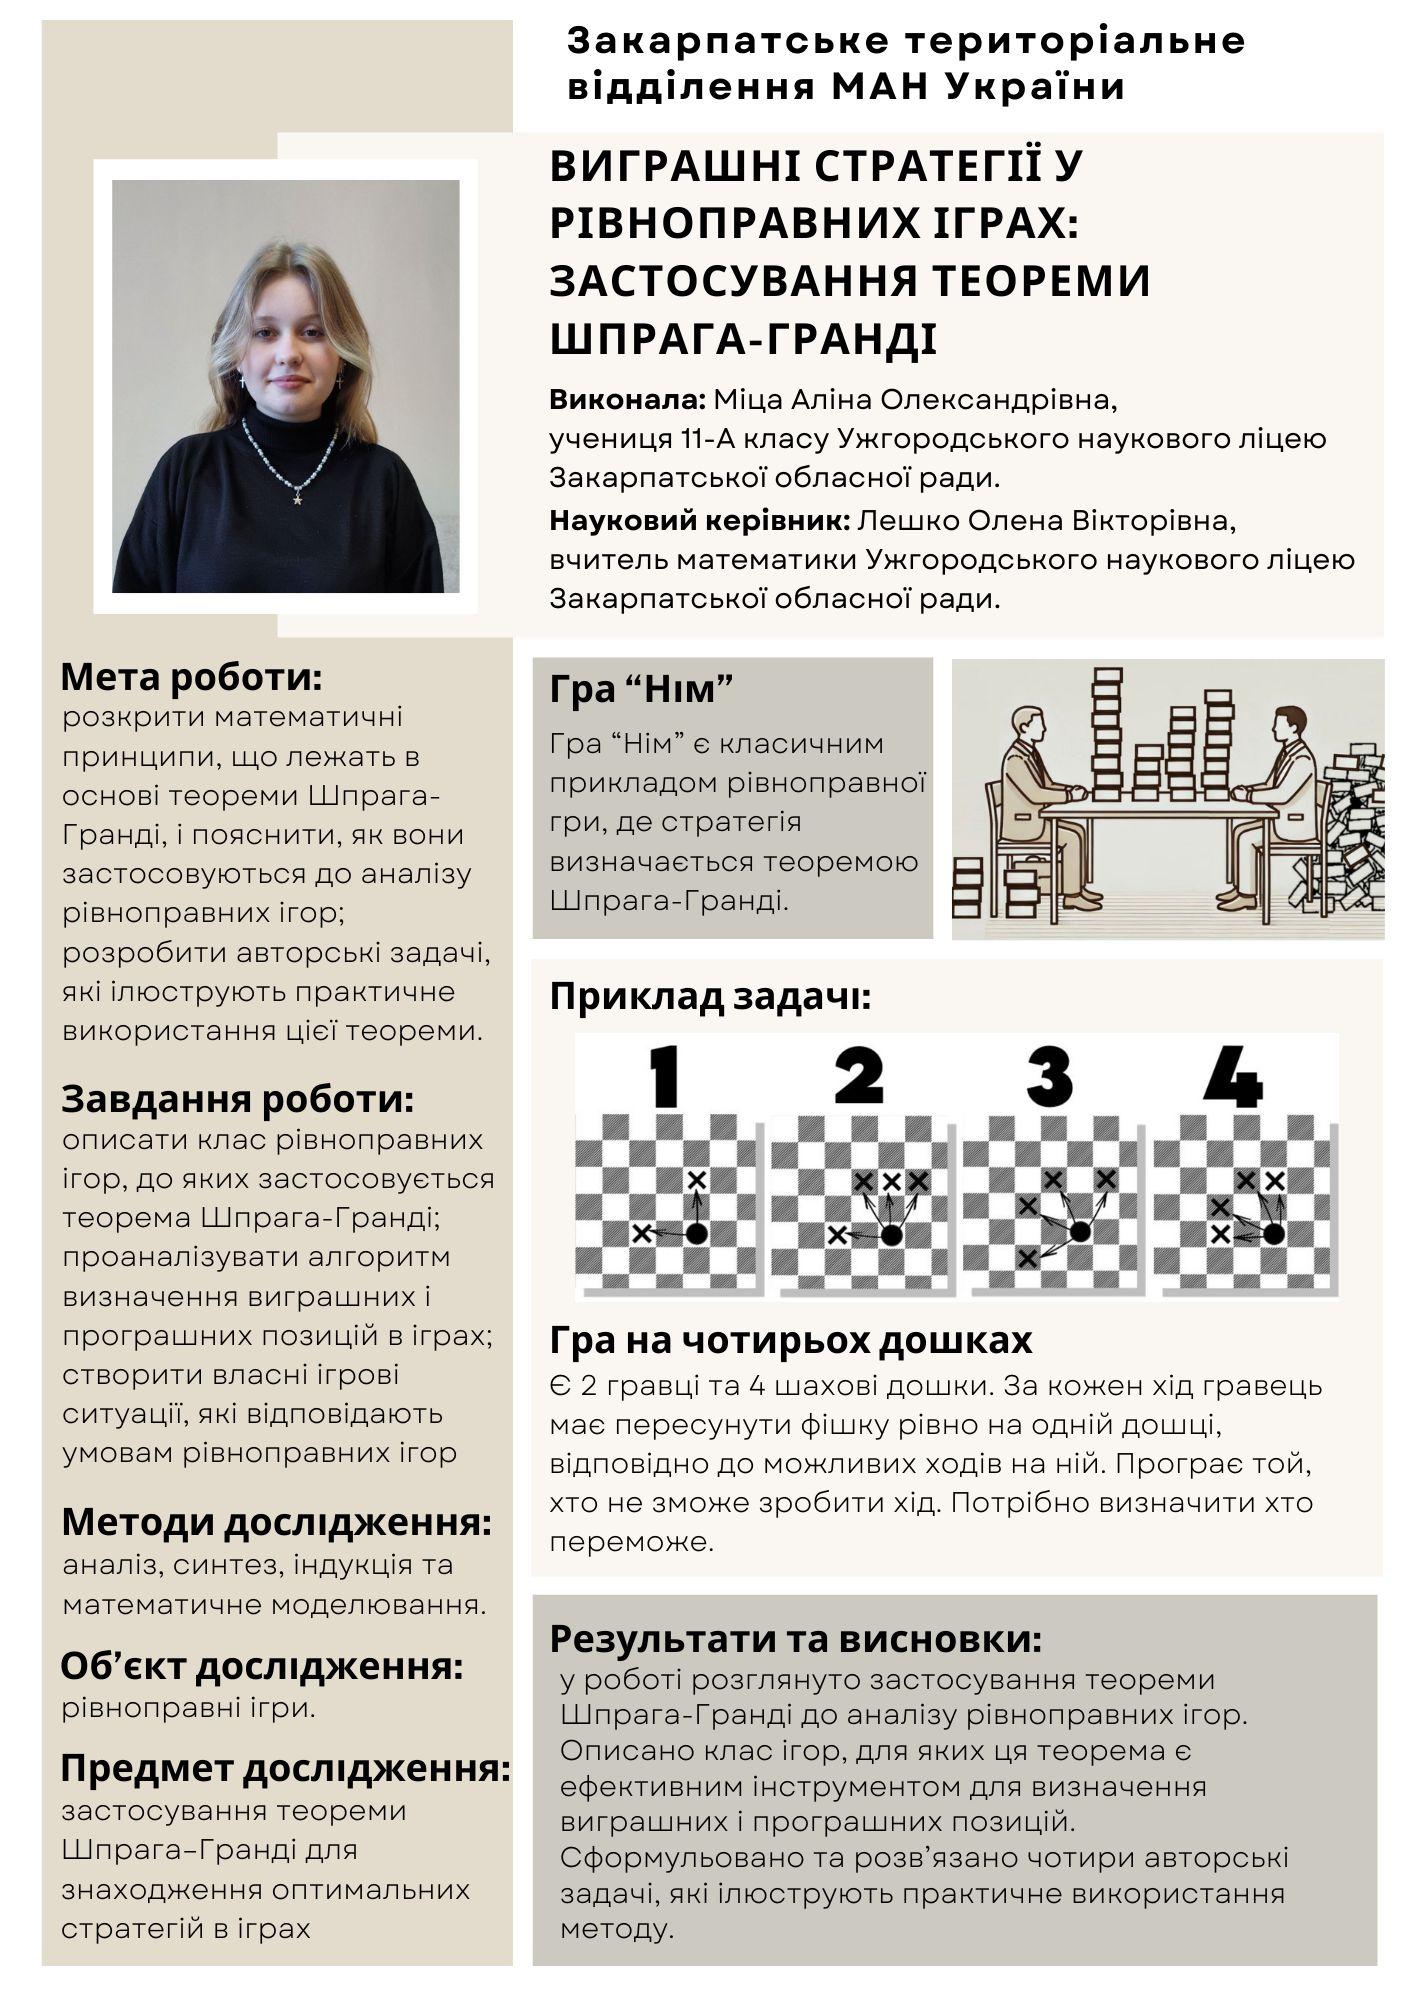 Закарпатське територіальне
відділення МАН України
ВИГРАШНІ СТРАТЕГІЇ У
РІВНОПРАВНИХ ІГРАХ:
ЗАСТОСУВАННЯ ТЕОРЕМИ
ШПРАГА-ГРАНДІ
Виконала: Міца Аліна Олександрівна,
учениця 11-А класу Ужгородського наукового ліцею
Закарпатської обласної ради.
Науковий керівник: Лешко Олена Вікторівна,
вчитель математики Ужгородського наукового ліцею
Закарпатської обласної ради.
Мета роботи:
розкрити математичні
принципи, що лежать в
основі теореми Шпрага-
Гранді, і пояснити, як вони
застосовуються до аналізу
рівноправних ігор;
розробити авторські задачі,
які ілюструють практичне
використання цієї теореми.
Завдання роботи:
описати клас рівноправних
ігор, до яких застосовується
теорема Шпрага-Гранді;
проаналізувати алгоритм
визначення виграшних і
програшних позицій в іграх;
створити власні ігрові
ситуації, які відповідають
умовам рівноправних ігор
Методи дослідження:
аналіз, синтез, індукція та
математичне моделювання.
Об’єкт дослідження:
рівноправні ігри.
Предмет дослідження:
застосування теореми
Шпрага–Гранді для
знаходження оптимальних
стратегій в іграх
Гра “Нім”
Гра “Нім” є класичним
прикладом рівноправної
гри, де стратегія
визначається теоремою
Шпрага-Гранді.
Приклад задачі:
1 2 3 4
Гра на чотирьох дошках
Є 2 гравці та 4 шахові дошки. За кожен хід гравець
має пересунути фішку рівно на одній дошці,
відповідно до можливих ходів на ній. Програє той,
хто не зможе зробити хід. Потрібно визначити хто
переможе.
Результати та висновки:
у роботі розглянуто застосування теореми
Шпрага-Гранді до аналізу рівноправних ігор.
Описано клас ігор, для яких ця теорема є
ефективним інструментом для визначення
виграшних і програшних позицій.
Сформульовано та розв’язано чотири авторські
задачі, які ілюструють практичне використання
методу.